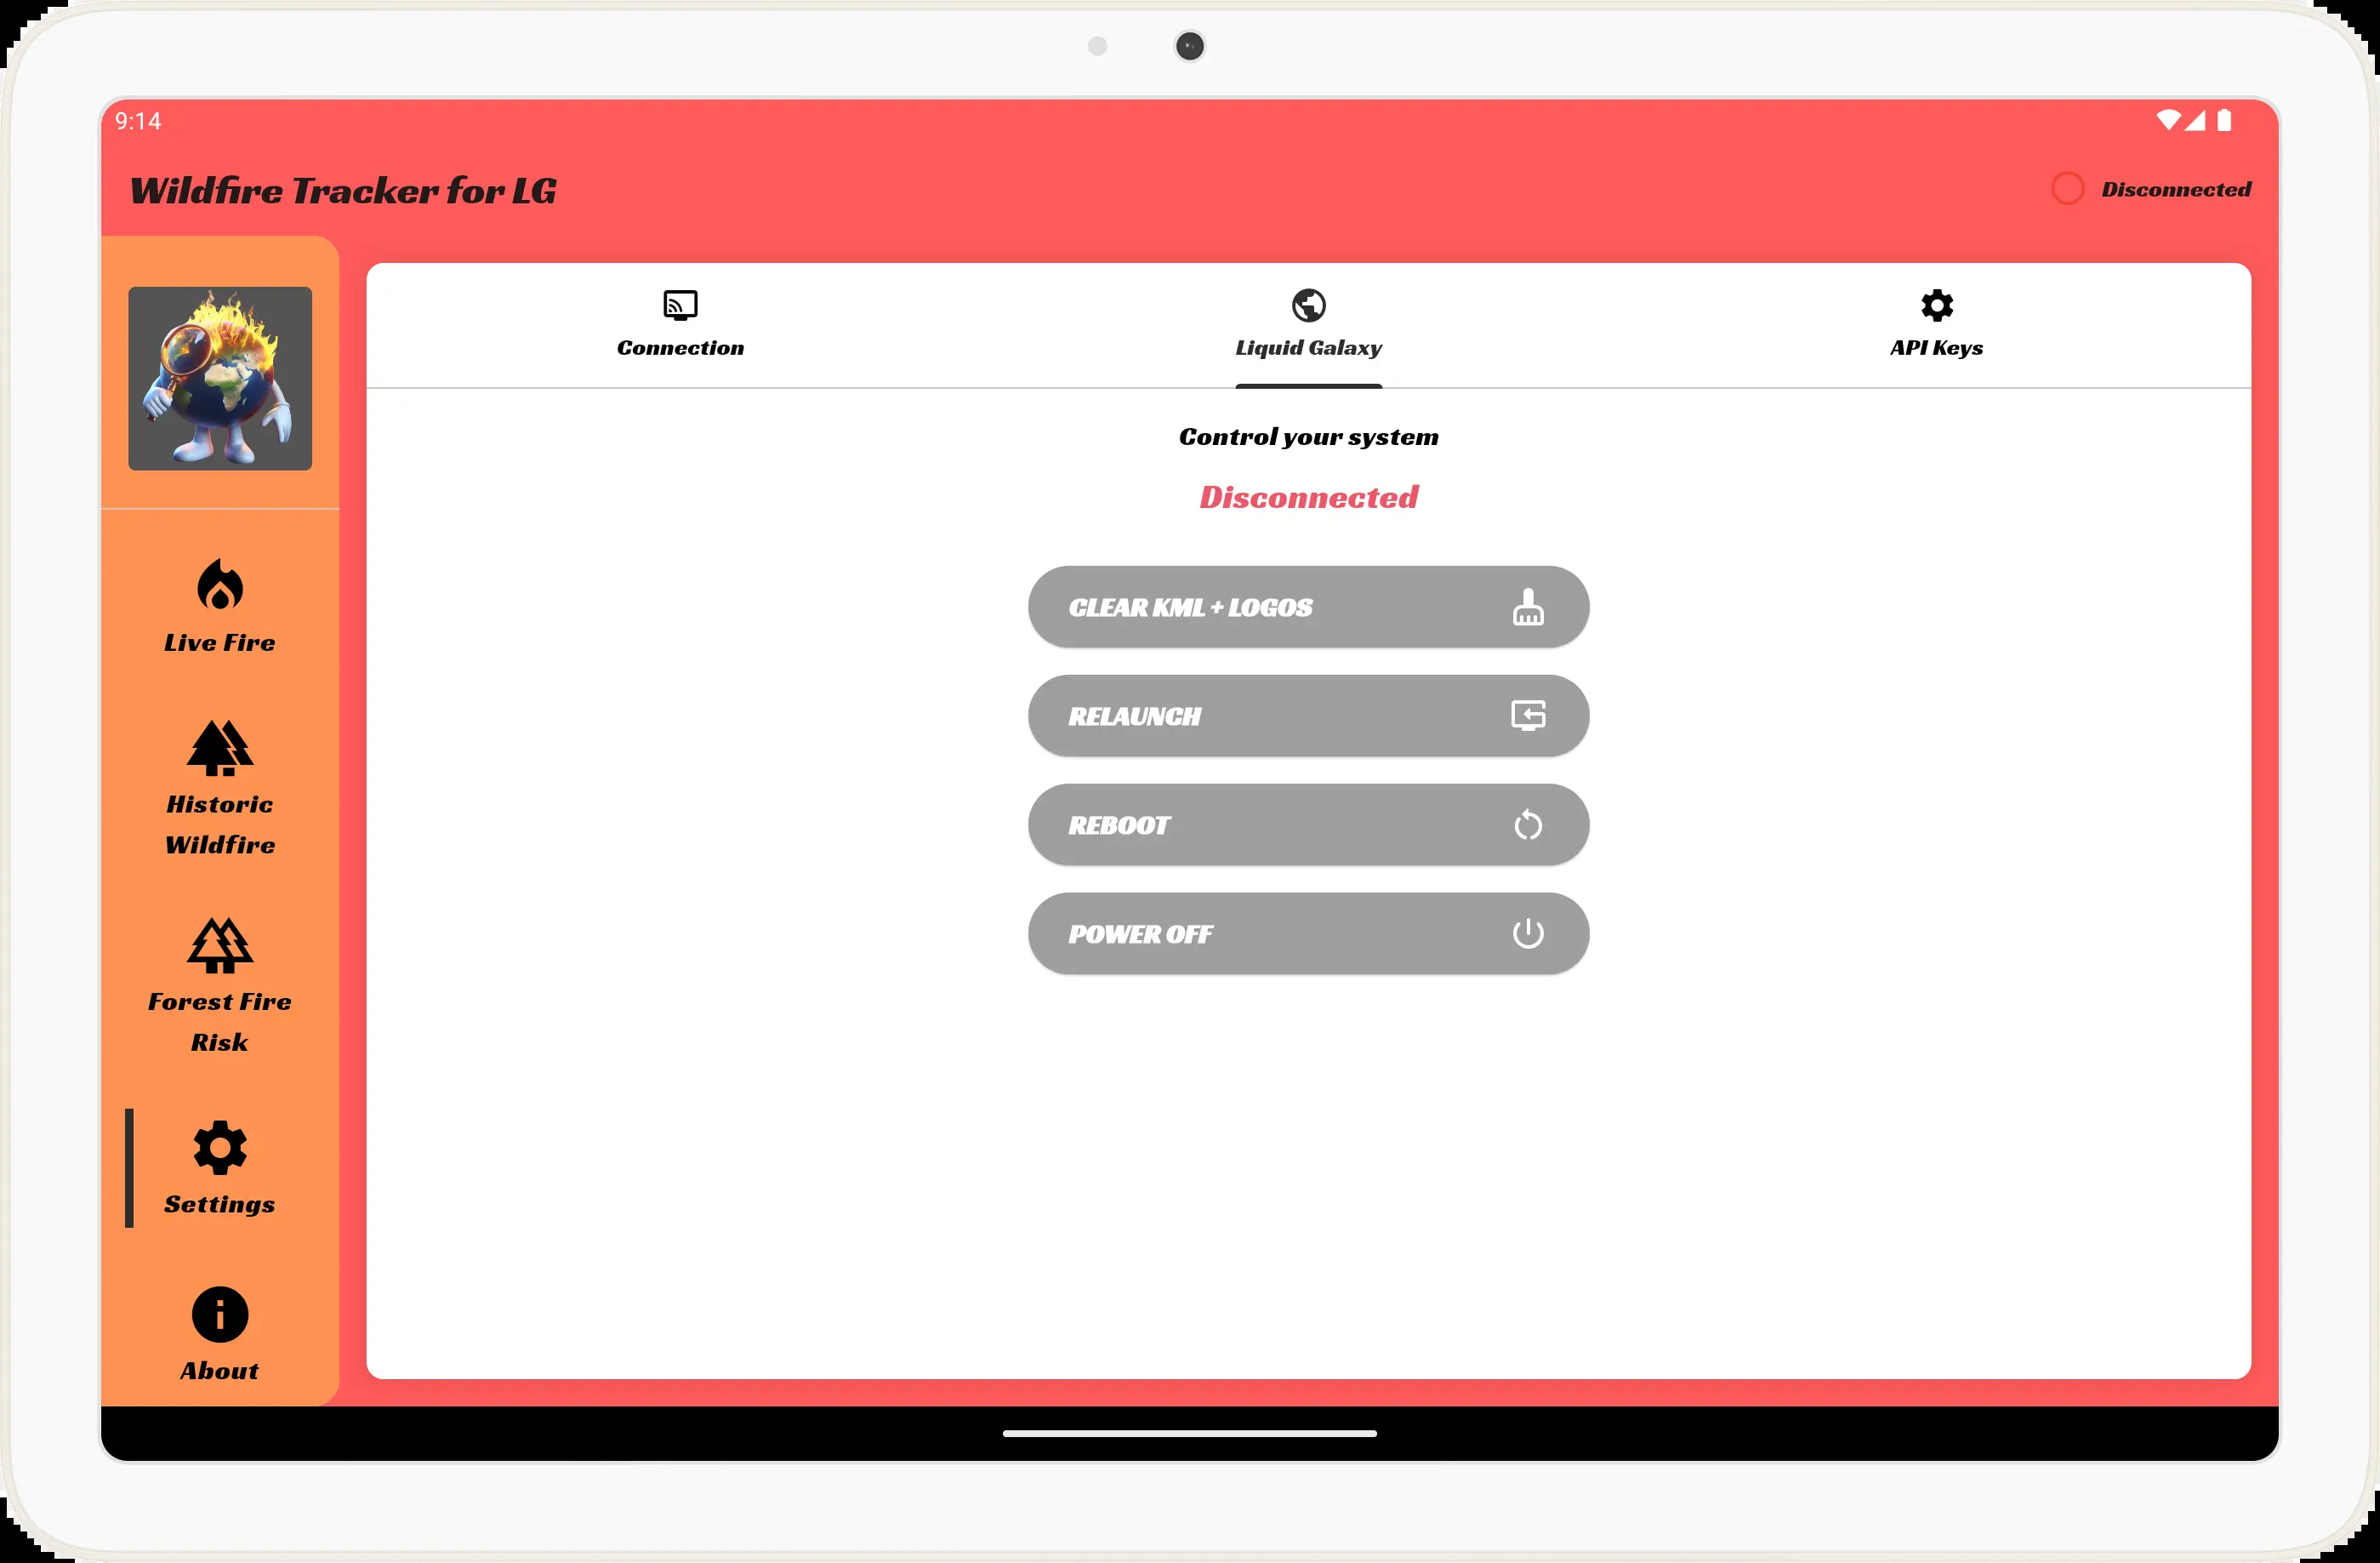 9:14
Wildfire Tracker for LG
Disconnected
Connection
Liquid Galaxy
API Keys
Control your system
Disconnected
CLEAR KML + LOGOS
RELAUNCH
REBOOT
POWER OFF
Live Fire
Historic
Wildfire
Forest Fire
Risk
Settings
About